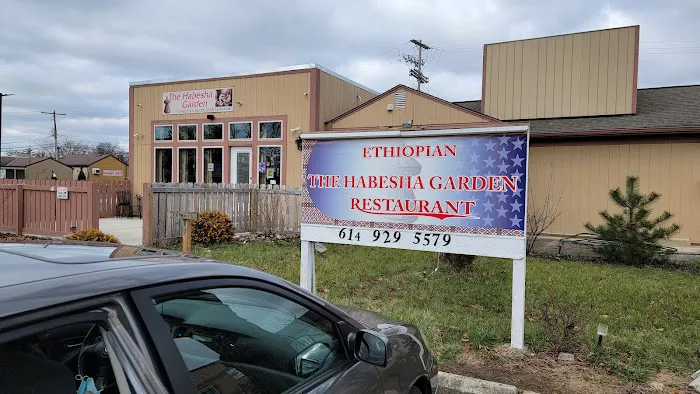 The Habesha
Garden
ETHIOPIAN
THE HABESHA GARDEN
RESTAURANT
614 929 5579